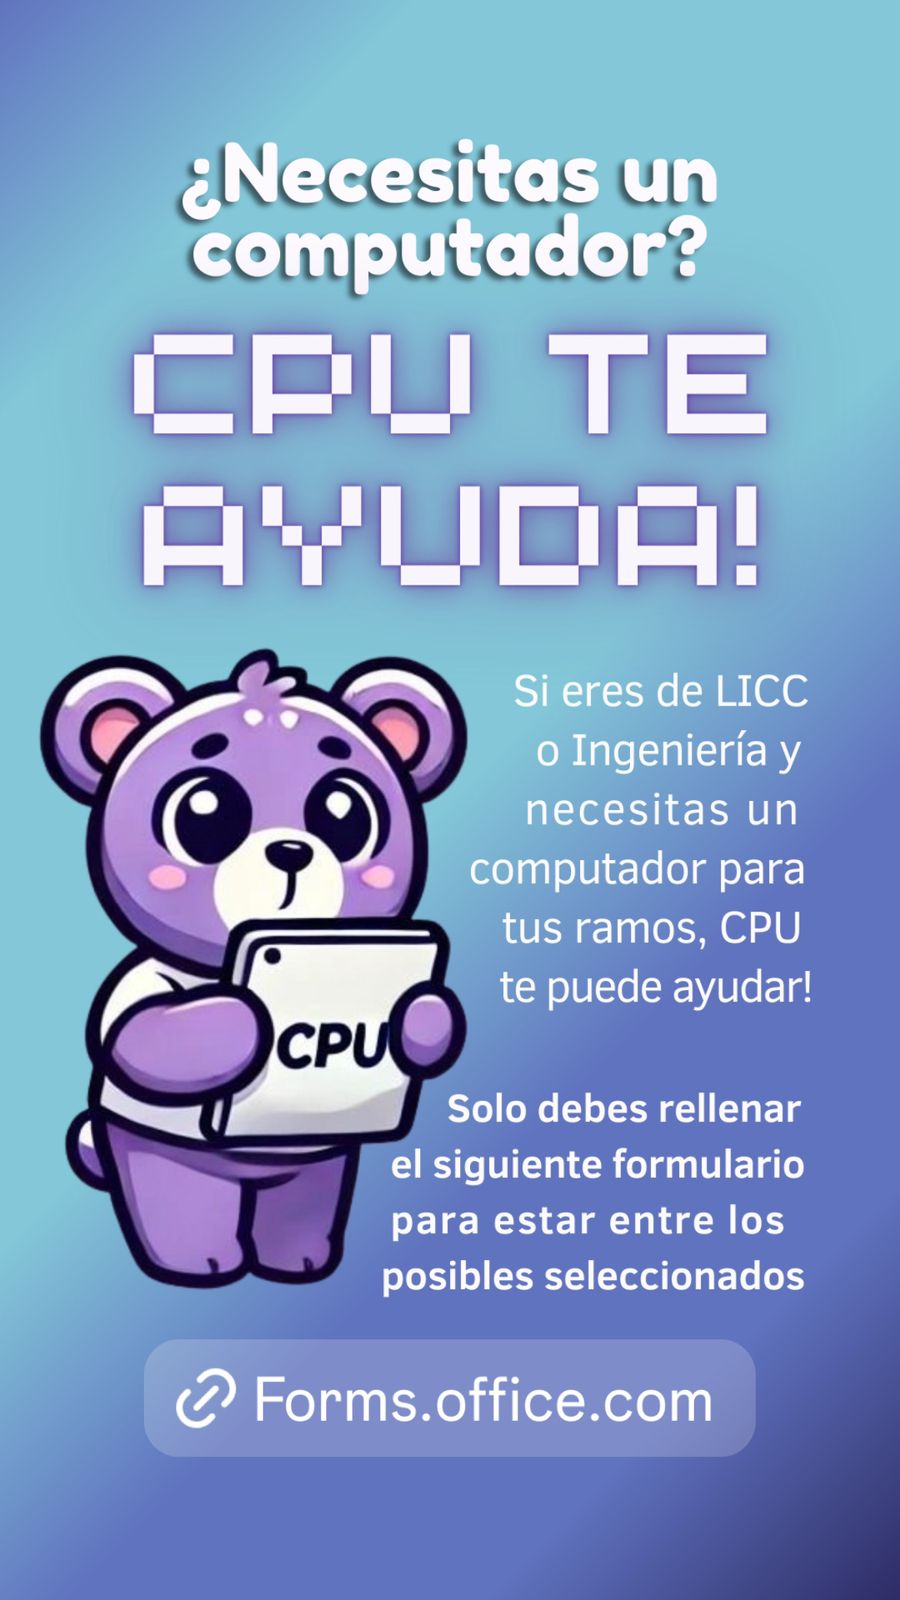 ¿Necesitas un
computador?
CPU TE
AYUDA!
Si eres de LICC
o Ingeniería y
necesitas un
computador para
tus ramos, CPU
te puede ayudar!
CPU
Solo debes rellenar
el siguiente formulario
para estar entre los
posibles seleccionados
Forms.office.com